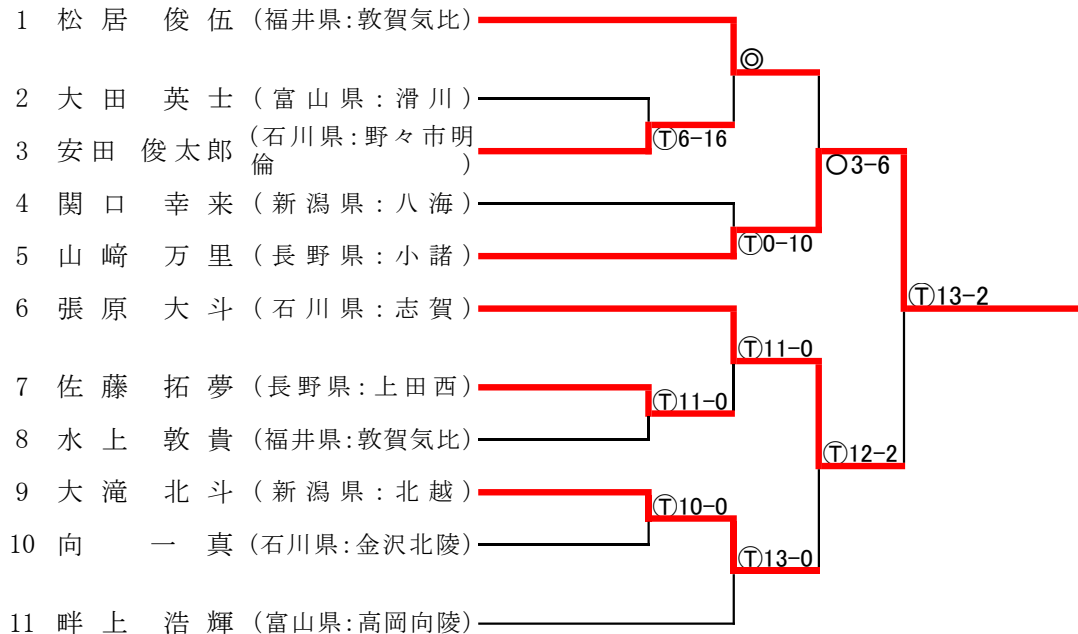 1 松居 俊伍 (福井県:敦賀気比)
◎
2 大田 英士 (富山県:滑川)
Ⓣ6-16
3 安田 俊太郎 (石川県:野々市明
倫)
○3-6
4 関口 幸来 (新潟県:八海)
Ⓣ0-10
5 山﨑 万里 (長野県:小諸)
6 張原 大斗 (石川県:志賀)
Ⓣ13-2
Ⓣ11-0
7 佐藤 拓夢 (長野県:上田西)
Ⓣ11-0
8 水上 敦貴 (福井県:敦賀気比)
Ⓣ12-2
9 大滝 北斗 (新潟県:北越)
Ⓣ10-0
10 向 一真 (石川県:金沢北陵)
Ⓣ13-0
11 畔上 浩輝 (富山県:高岡向陵)